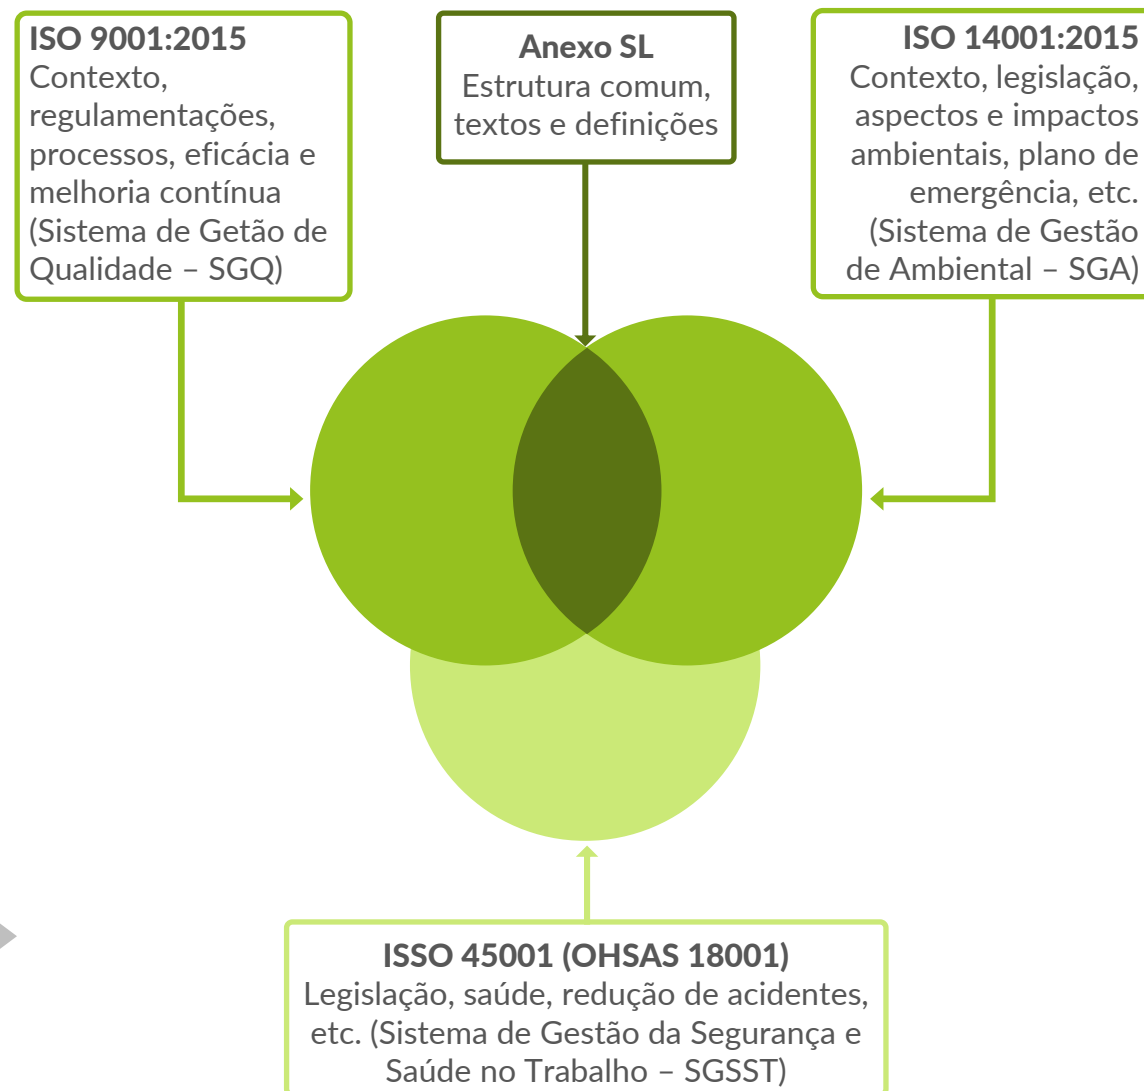 ISO 9001:2015
Contexto,
regulamentações,
processos, eficácia e
melhoria contínua
(Sistema de Getão de
Qualidade – SGQ)
Anexo SL
Estrutura comum,
textos e definições
ISO 14001:2015
Contexto, legislação,
aspectos e impactos
ambientais, plano de
emergência, etc.
(Sistema de Gestão
de Ambiental – SGA)
ISSO 45001 (OHSAS 18001)
Legislação, saúde, redução de acidentes,
etc. (Sistema de Gestão da Segurança e
Saúde no Trabalho – SGSST)